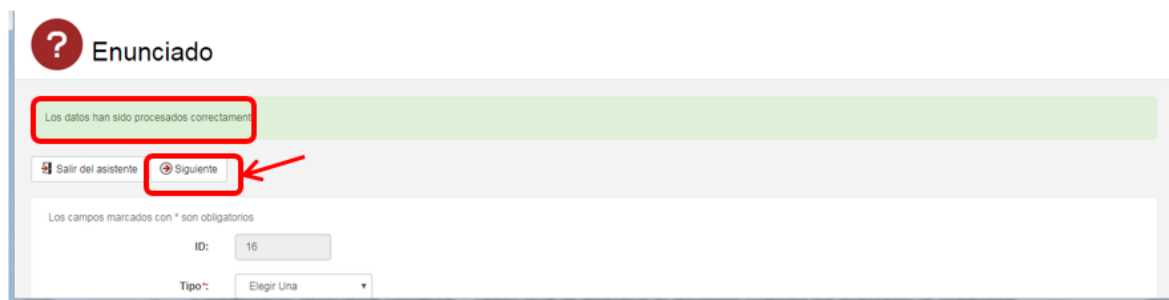 ?
Enunciado
Los datos han sido procesados correctament
Salir del asistente
Siguiente
Los campos marcados con * son obligatorios
ID: 16
Tipo*: Elegir Una